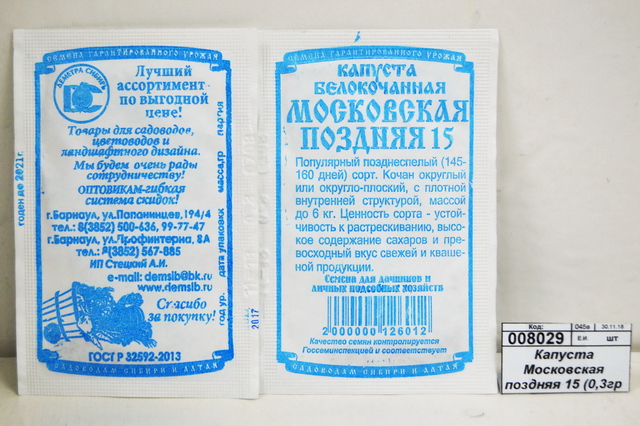 СЕМЕНА ГАРАНТИРОВАННОГО УРОЖАЯ
ДЕМЕТРА СИБИРЬ
Лучший
ассортимент
по выгодной
цене!
Товары для садоводов,
цветоводов и
ландшафтного дизайна.
Мы будем очень рады
сотрудничеству!
ОПТОВИКАМ-гибкая
система скидок!
г.Барнаул, ул.Папанинцев,194/4
тел.: 8(3852) 500-636, 99-77-47
г.Барнаул, ул.Профинтерна, 8А
тел.: 8(3852) 567-885
ИП Стецкий А.И.
e-mail: demsib@bk.ru
www.demsib.ru
Спасибо
за покупку!
ГОСТ Р 32592-2013
САДОВОДАМ СИБИРИ И АЛТАЯ
годен до 2021г.
партия
масса,гр
дата упаковки
год ур.
2017
СЕМЕНА ГАРАНТИРОВАННОГО УРОЖАЯ
КАПУСТА
БЕЛОКОЧАННАЯ
МОСКОВСКАЯ
ПОЗДНЯЯ 15
Популярный позднеспелый (145-
160 дней) сорт. Кочан округлый
или округло-плоский, с плотной
внутренней структурой, массой
до 6 кг. Ценность сорта - устой-
чивость к растрескиванию, высо-
кое содержание сахаров и пре-
восходный вкус свежей и кваше-
ной продукции.
Семена для дачников и
личных подсобных хозяйств
2 000000 126012
Качество семян контролируется
Госсеминспекцией и соответствует
САДОВОДАМ СИБИРИ И АЛТАЯ
Код:
045в
30.11.18
008029
Е.И.
шт
Капуста
Московская
поздняя 15 (0,3гр